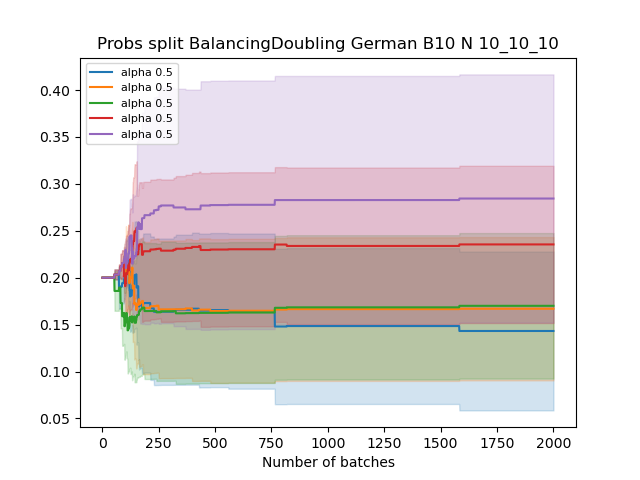 Probs split BalancingDoubling German B10 N 10_10_10
alpha 0.5
alpha 0.5
alpha 0.5
alpha 0.5
alpha 0.5
0.40
0.35
0.30
0.25
0.20
0.15
0.10
0.05
0 250 500 750 1000 1250 1500 1750 2000
Number of batches